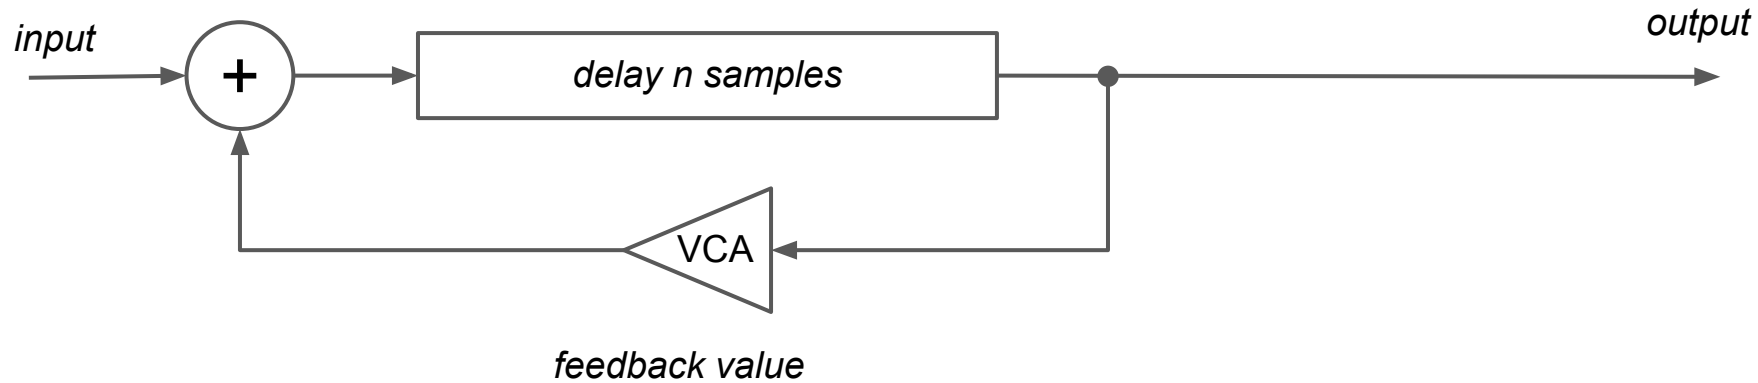 input
output
+
delay n samples
VCA
feedback value